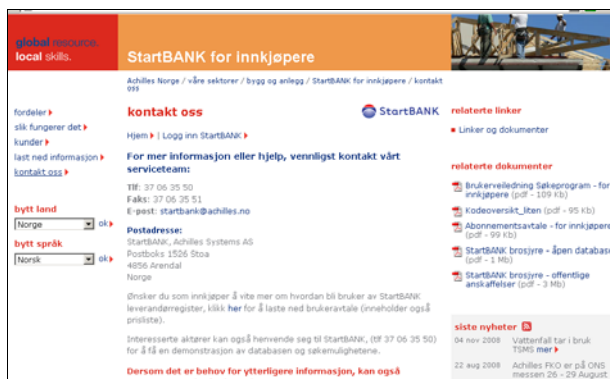 global resource.
local skills.
StartBANK for innkjøpere
Achilles Norge / våre sektorer / bygg og anlegg / StartBANK for innkjøpere / kontakt
oss
fordeler
slik fungerer det
kunder
last ned informasjon
kontakt oss
bytt land
Norge ok
bytt språk
Norsk ok
kontakt oss
StartBANK
Hjem | Logg inn StartBANK |
For mer informasjon eller hjelp, vennligst kontakt vårt
serviceteam:
Tlf: 37 06 35 50
Faks: 37 06 35 51
E-post: startbank@achilles.no
Postadresse:
StartBANK, Achilles Systems AS
Postboks 1526 Stoa
4856 Arendal
Norge
Ønsker du som innkjøper å vite mer om hvordan bli bruker av StartBANK
leverandørregister, klikk her for å laste ned brukeravtale (inneholder også
prisliste).
Interesserte aktører kan også henvende seg til StartBANK, (tlf 37 06 35 50)
for å få en demonstrasjon av databasen og søkemulighetene.
Dersom det er behov for ytterligere informasjon, kan også
relaterte linker
Linker og dokumenter
relaterte dokumenter
Brukerveiledning Søkeprogram - for
innkjøpere (pdf - 109 Kb)
Kodeoversikt_liten (pdf - 95 Kb)
Abonnementsavtale - for innkjøpere
(pdf - 99 Kb)
StartBANK brosjyre - åpen database
(pdf - 1 Mb)
StartBANK brosjyre - offentlige
anskaffelser (pdf - 3 Mb)
siste nyheter
04 nov 2008 Vattenfall tar i bruk
TSMS mer
22 aug 2008 Achilles FKO er på ONS
messen 26 - 29 August